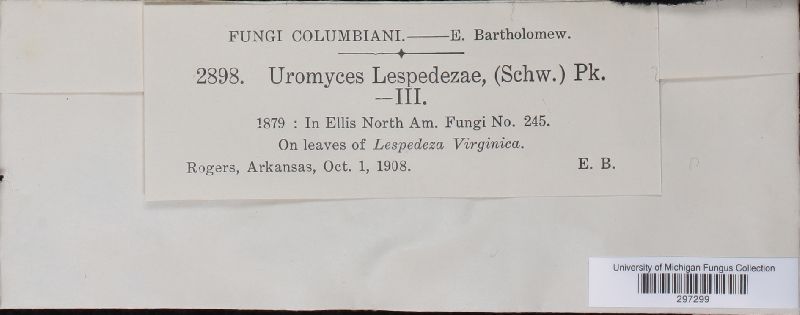 FUNGI COLUMBIANI.——E. Bartholomew.
2898. Uromyces Lespedezae, (Schw.) Pk.
—III.
1879 : In Ellis North Am. Fungi No. 245.
On leaves of Lespedeza Virginica.
Rogers, Arkansas, Oct. 1, 1908. E. B.
University of Michigan Fungus Collection
297299